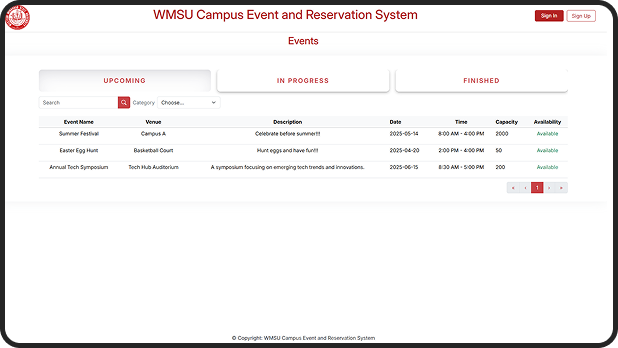 WMSU Campus Event and Reservation System
Sign In
Sign Up
Events
UPCOMING
IN PROGRESS
FINISHED
Search
Category
Choose...
Event Name Venue Description Date Time Capacity Availability
Summer Festival Campus A Celebrate before summer!!! 2025-05-14 8:00 AM - 4:00 PM 2000 Available
Easter Egg Hunt Basketball Court Hunt eggs and have fun!!! 2025-04-20 2:00 PM - 4:00 PM 50 Available
Annual Tech Symposium Tech Hub Auditorium A symposium focusing on emerging tech trends and innovations. 2025-06-15 8:30 AM - 5:00 PM 200 Available
« ‹ 1 › »
© Copyright: WMSU Campus Event and Reservation System